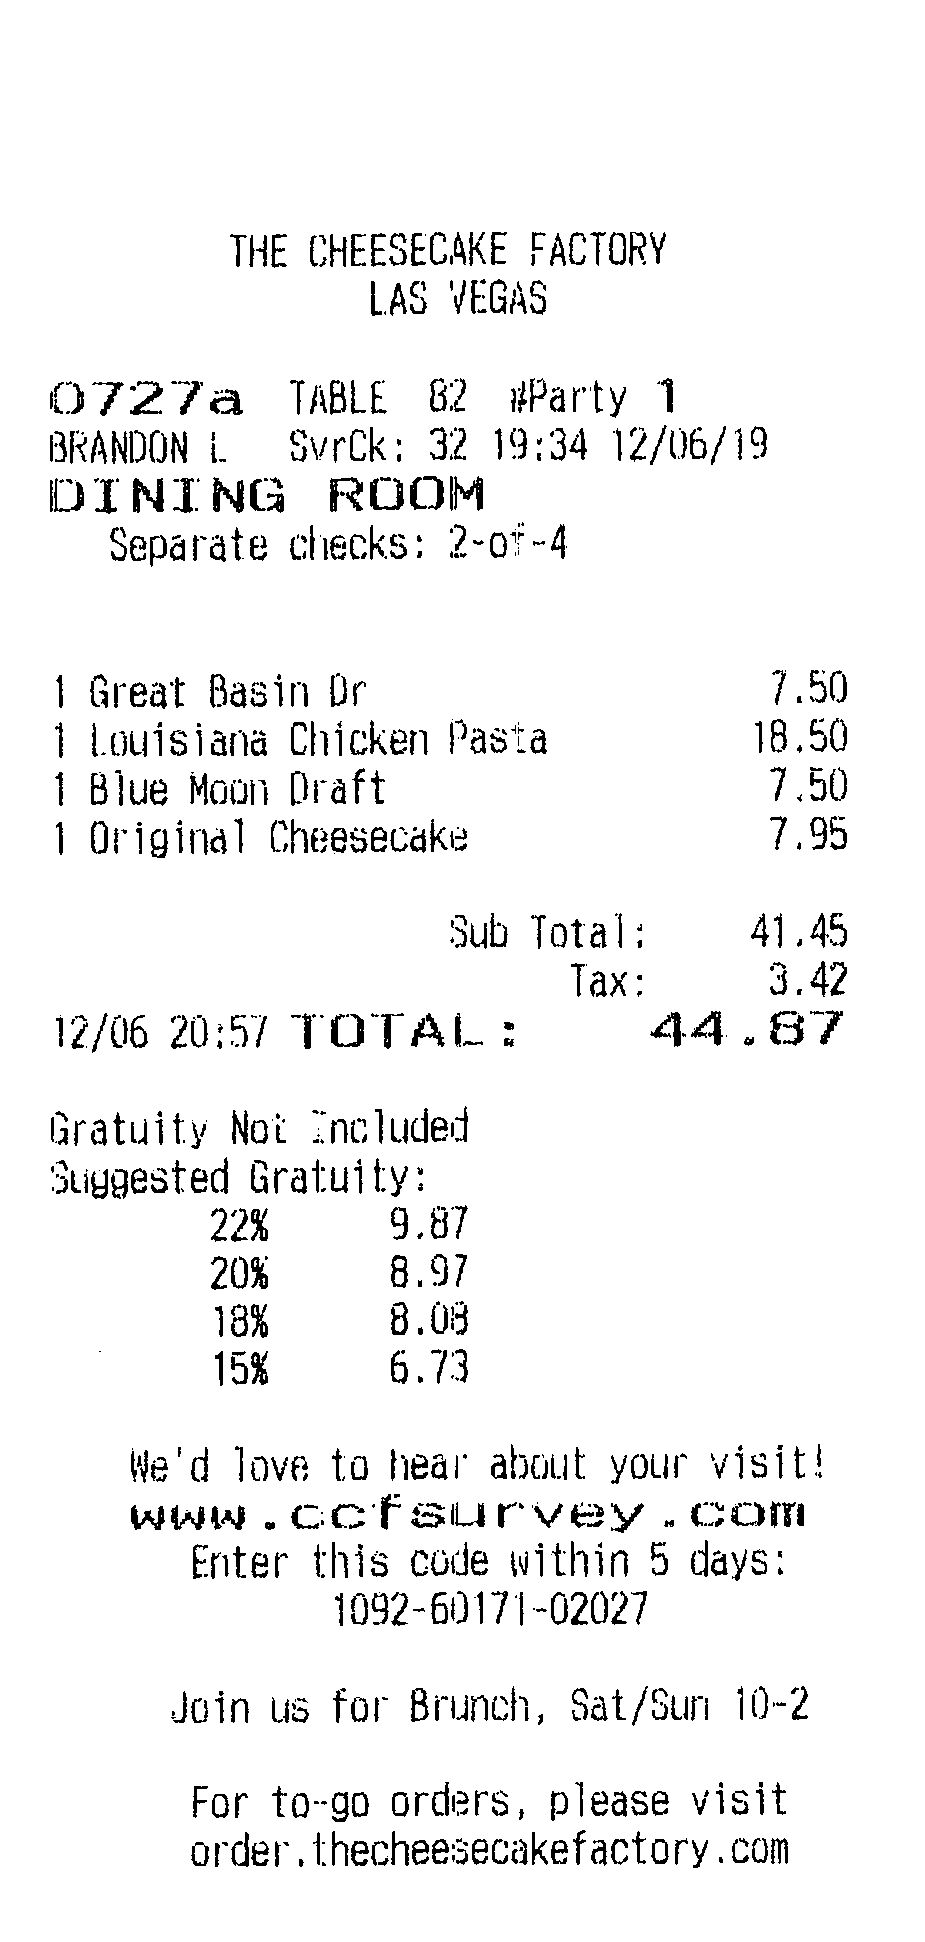 THE CHEESECAKE FACTORY
LAS VEGAS
0727a TABLE 82 #Party 1
BRANDON L SvrCk: 32 19:34 12/06/19
DINING ROOM
Separate checks: 2-of-4
1 Great Basin Dr 7.50
1 Louisiana Chicken Pasta 18.50
1 Blue Moon Draft 7.50
1 Original Cheesecake 7.95
Sub Total: 41.45
Tax: 3.42
12/06 20:57 TOTAL: 44.87
Gratuity Not Included
Suggested Gratuity:
22% 9.87
20% 8.97
18% 8.08
15% 6.73
We'd love to hear about your visit!
www.ccfsurvey.com
Enter this code within 5 days:
1092-60171-02027
Join us for Brunch, Sat/Sun 10-2
For to-go orders, please visit
order.thecheesecakefactory.com